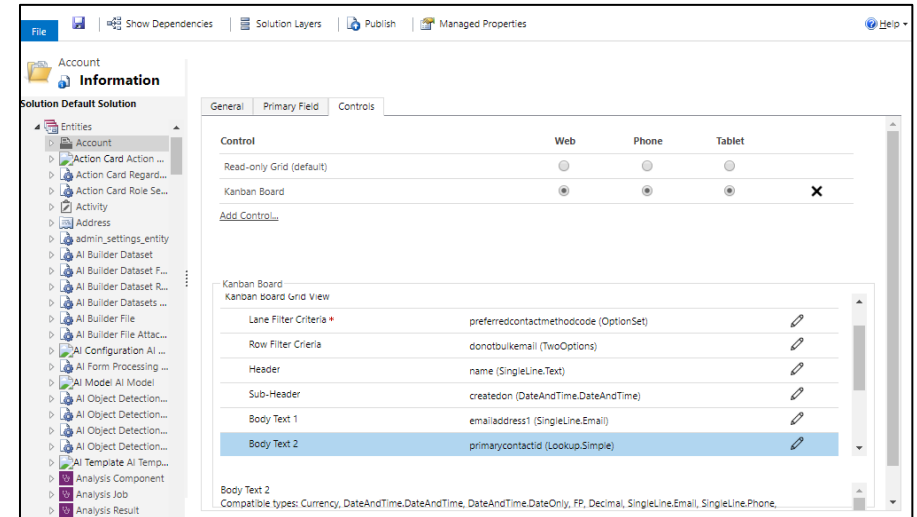 File
Show Dependencies
Solution Layers
Publish
Managed Properties
Help
Account
Information
Solution Default Solution
Entities
Account
Action Card Action ...
Action Card Regard...
Action Card Role Se...
Activity
Address
admin_settings_entity
AI Builder Dataset
AI Builder Dataset F...
AI Builder Dataset R...
AI Builder Datasets ...
AI Builder File
AI Builder File Attac...
AI Configuration AI ...
AI Form Processing ...
AI Model AI Model
AI Object Detection...
AI Object Detection...
AI Object Detection...
AI Object Detection...
AI Template AI Temp...
Analysis Component
Analysis Job
Analysis Result
General Primary Field Controls
Control Web Phone Tablet
Read-only Grid (default)
Kanban Board
Add Control...
Kanban Board
Kanban Board Grid View
Lane Filter Criteria * preferredcontactmethodcode (OptionSet)
Row Filter Crieria donotbulkemail (TwoOptions)
Header name (SingleLine.Text)
Sub-Header createdon (DateAndTime.DateAndTime)
Body Text 1 emailaddress1 (SingleLine.Email)
Body Text 2 primarycontactid (Lookup.Simple)
Body Text 2
Compatible types: Currency, DateAndTime.DateAndTime, DateAndTime.DateOnly, FP, Decimal, SingleLine.Email, SingleLine.Phone,